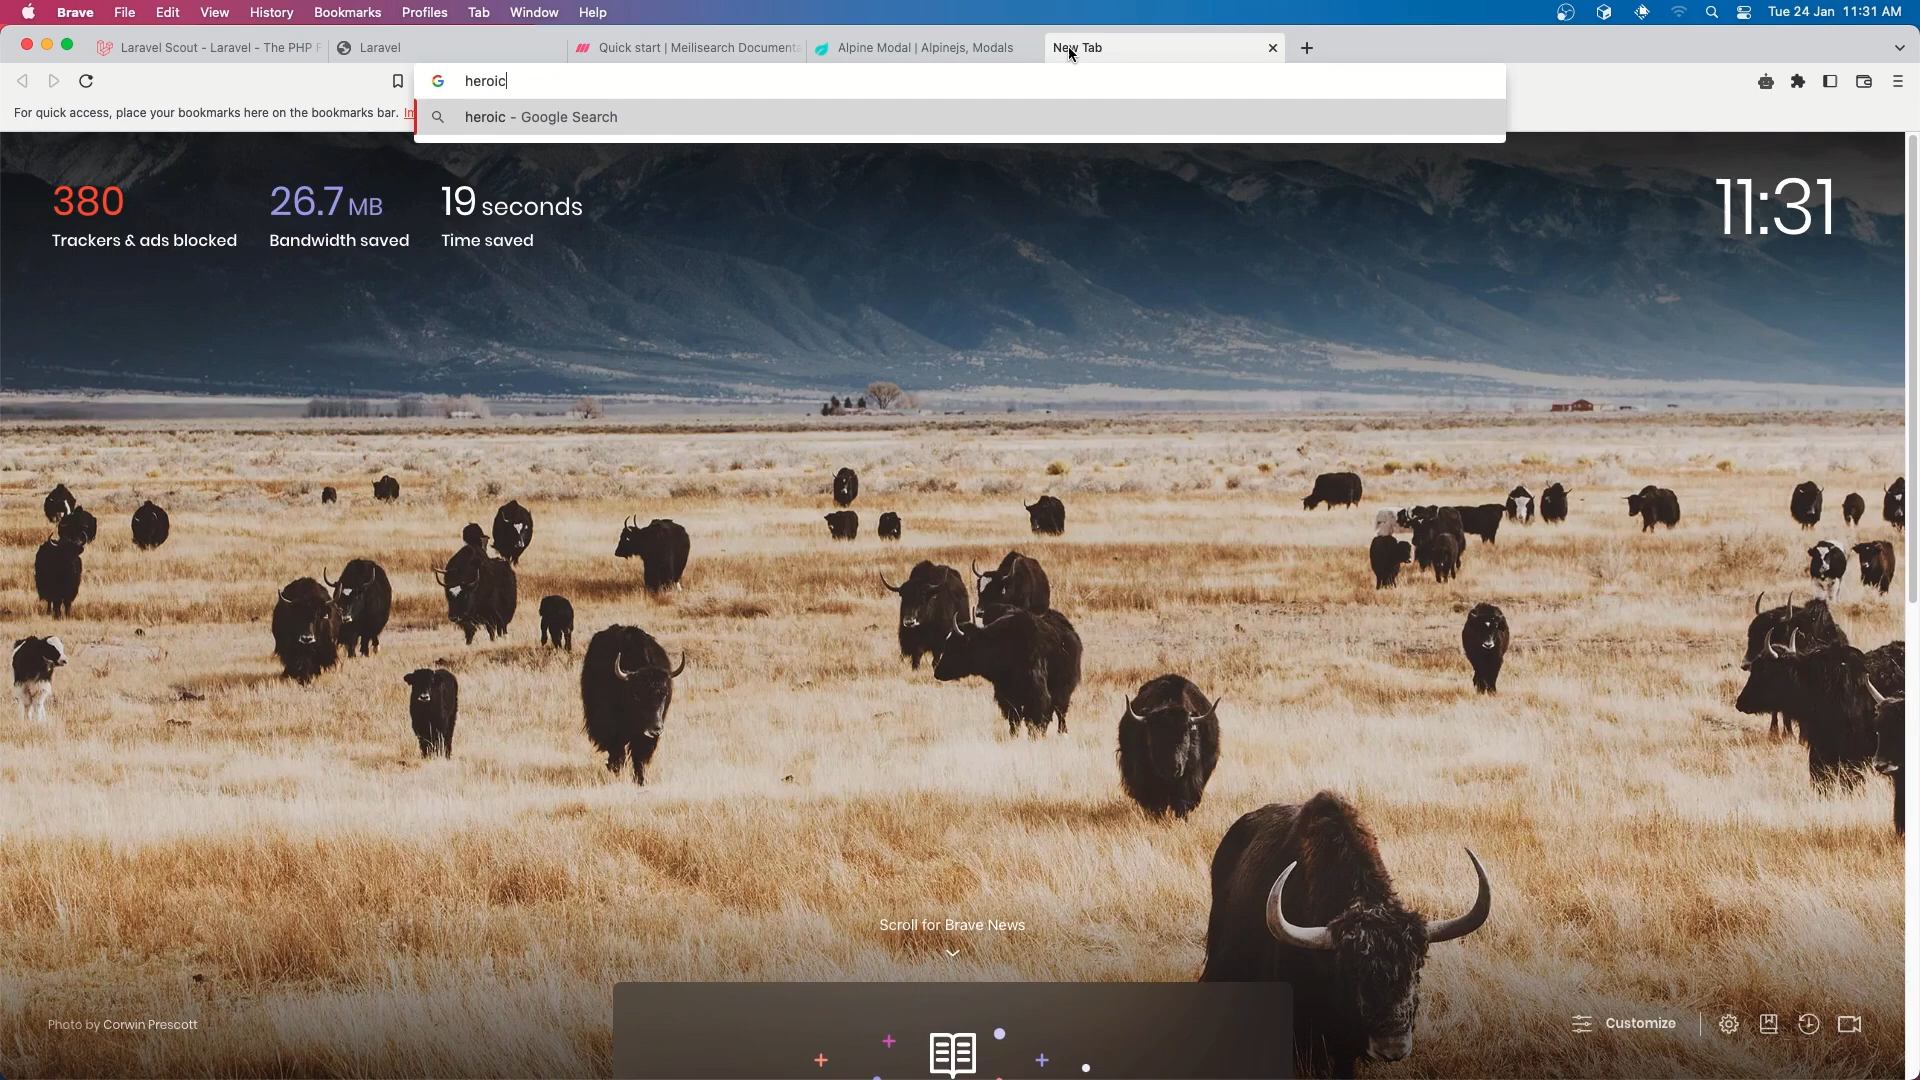 Brave File Edit View History Bookmarks Profiles Tab Window Help Tue 24 Jan 11:31 AM
Laravel Scout - Laravel - The PHP F Laravel Quick start | Meilisearch Documenta Alpine Modal | Alpinejs, Modals New Tab
heroic
For quick access, place your bookmarks here on the bookmarks bar. Im
heroic - Google Search
380 26.7 MB 19 seconds
Trackers & ads blocked Bandwidth saved Time saved
11:31
Scroll for Brave News
Photo by Corwin Prescott
Customize